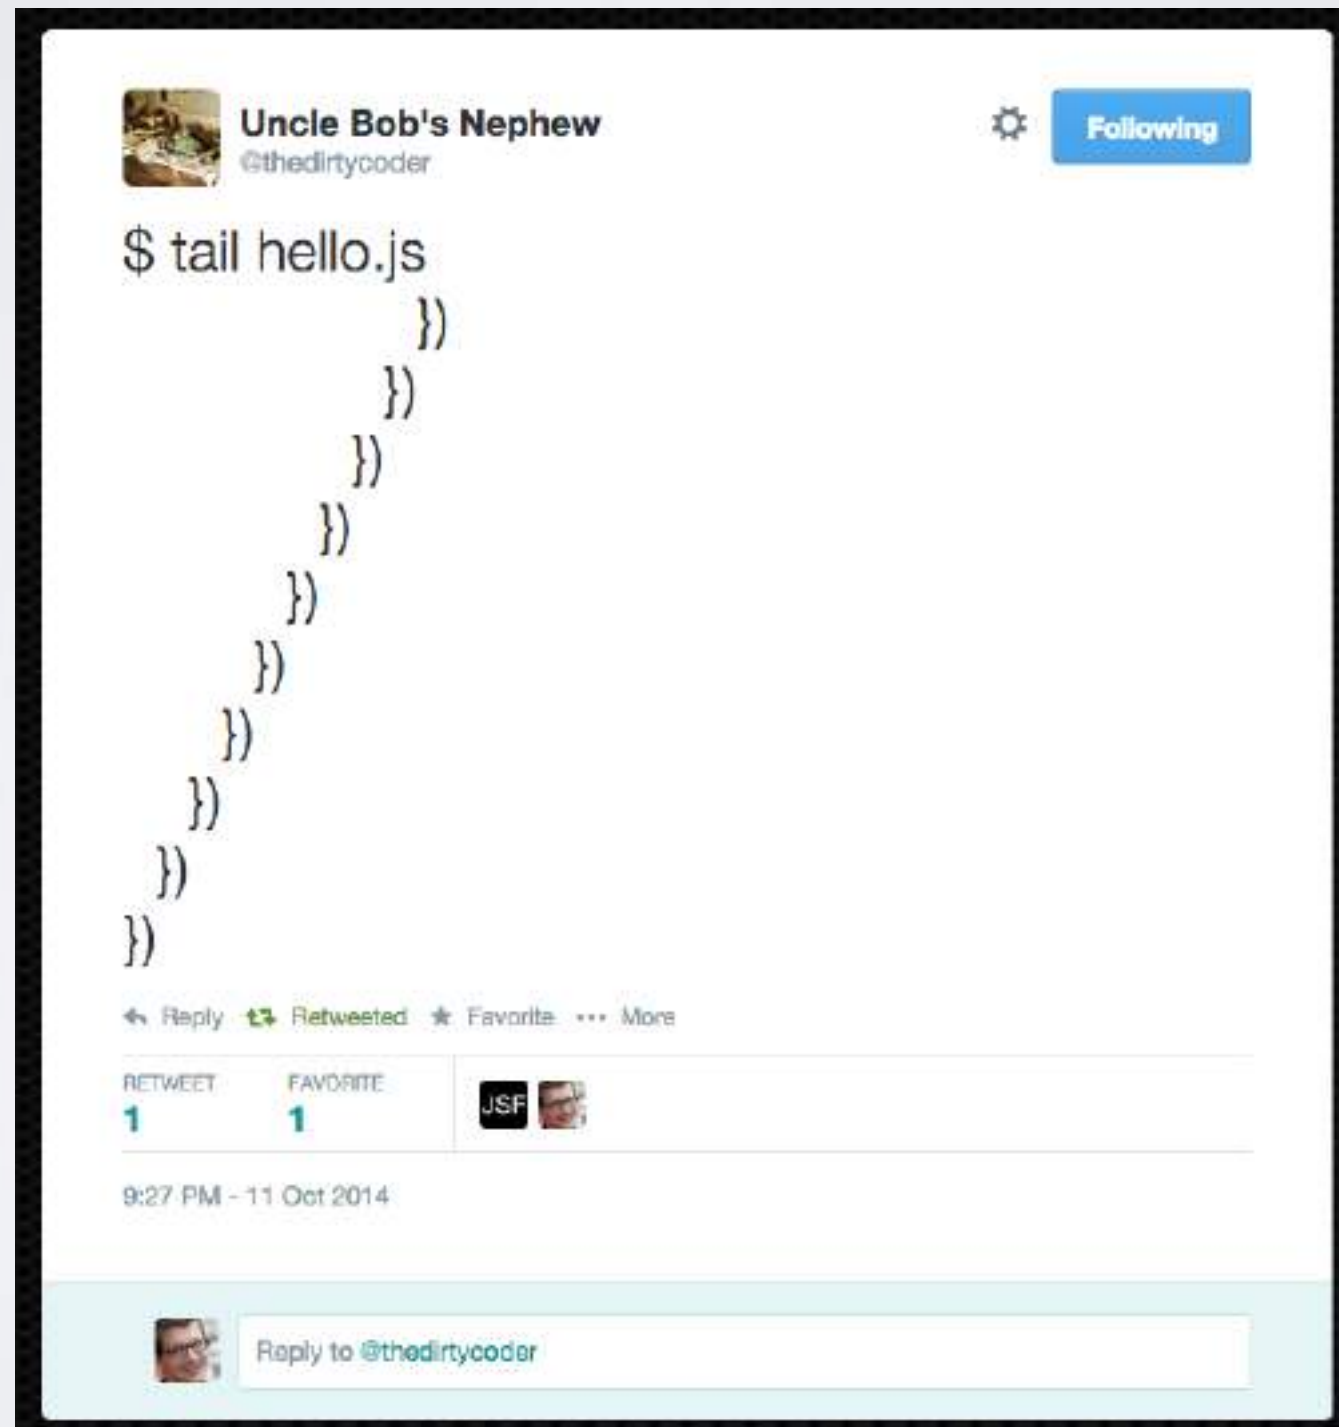 Uncle Bob's Nephew
@thedirtycoder
Following
$ tail hello.js
                  })
                })
              })
            })
          })
        })
      })
    })
  })
})
Reply Retweeted Favorite ••• More
RETWEET FAVORITE
1 1
JSF
9:27 PM - 11 Oct 2014
Reply to @thedirtycoder